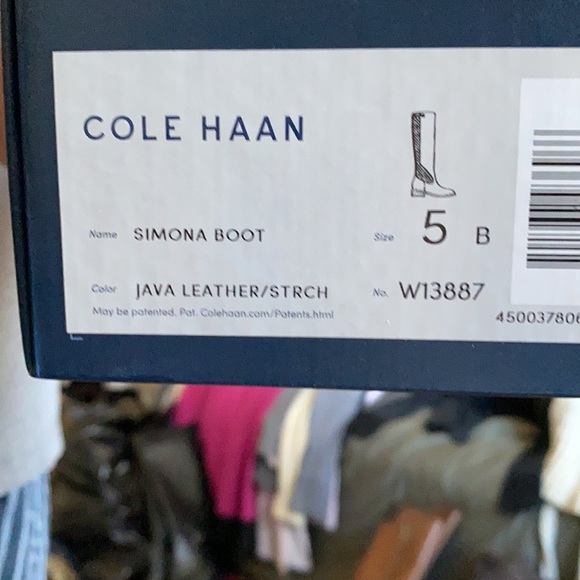 COLE HAAN
Name SIMONA BOOT
Size 5 B
Color JAVA LEATHER/STRCH
No. W13887
May be patented. Pat. Colehaan.com/Patents.html